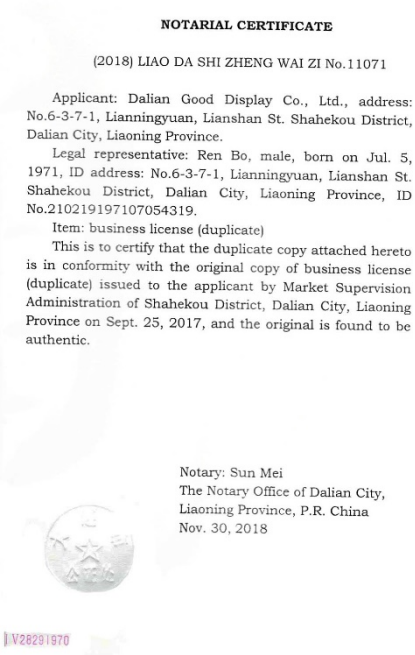 NOTARIAL CERTIFICATE
(2018) LIAO DA SHI ZHENG WAI ZI No.11071
Applicant: Dalian Good Display Co., Ltd., address:
No.6-3-7-1, Lianningyuan, Lianshan St. Shahekou District,
Dalian City, Liaoning Province.
Legal representative: Ren Bo, male, born on Jul. 5,
1971, ID address: No.6-3-7-1, Lianningyuan, Lianshan St.
Shahekou District, Dalian City, Liaoning Province, ID
No.210219197107054319.
Item: business license (duplicate)
This is to certify that the duplicate copy attached hereto
is in conformity with the original copy of business license
(duplicate) issued to the applicant by Market Supervision
Administration of Shahekou District, Dalian City, Liaoning
Province on Sept. 25, 2017, and the original is found to be
authentic.
Notary: Sun Mei
The Notary Office of Dalian City,
Liaoning Province, P.R. China
Nov. 30, 2018
V28291970